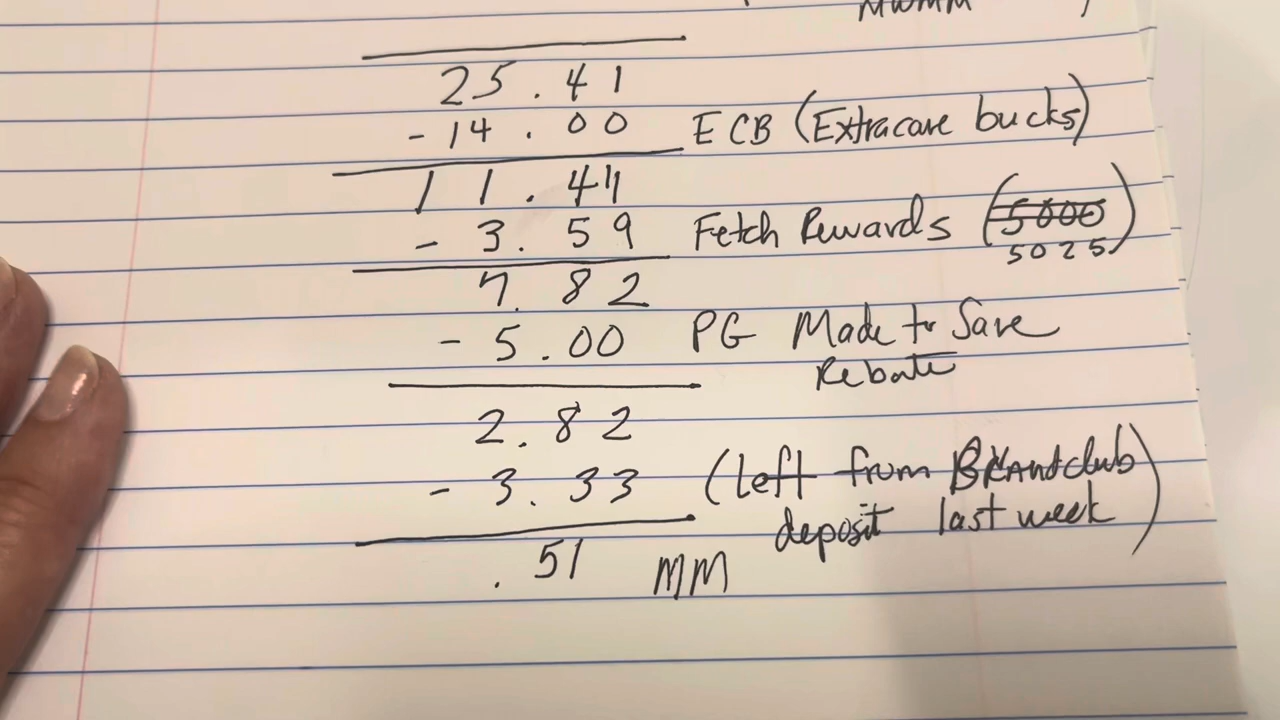 MWMM
25.41
- 14.00 ECB (Extracare bucks)
11.41
- 3.59 Fetch Rewards (5000)
5025
7.82
- 5.00 PG Made to Save
Rebate
2.82
- 3.33 (left from Brandclub
deposit last week)
.51 MM